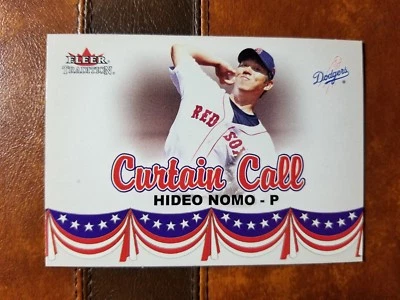 FLEER
TRADITION
Dodgers
RED SOX
Curtain Call
HIDEO NOMO - P